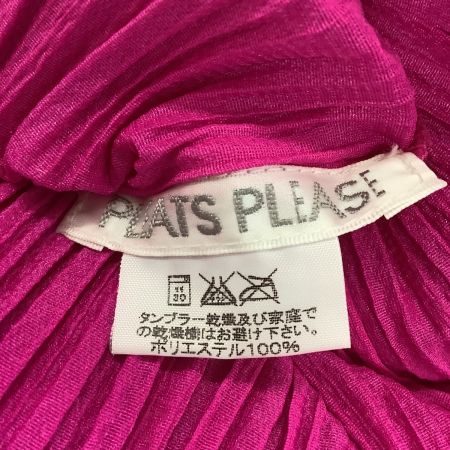 PLEATS PLEASE
30
タンブラー乾燥及び家庭で
の乾燥機はお避け下さい。
ポリエステル100%